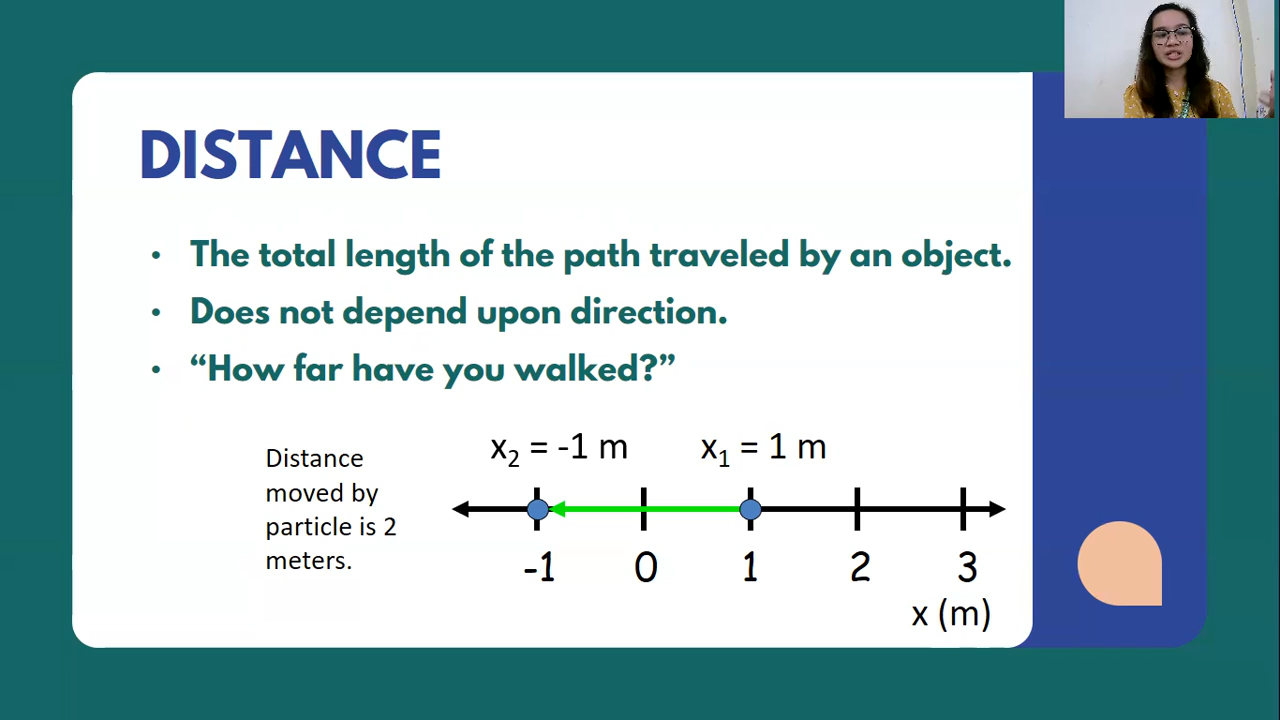 DISTANCE
• The total length of the path traveled by an object.
• Does not depend upon direction.
• “How far have you walked?”
Distance
moved by
particle is 2
meters.
x₂ = -1 m
x₁ = 1 m
-1 0 1 2 3
x (m)